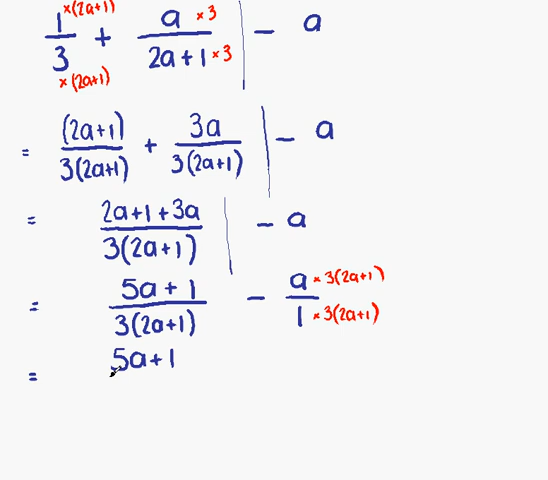 1 ×(2a+1) / 3 ×(2a+1) + a ×3 / 2a+1 ×3 | − a
= (2a+1) / 3(2a+1) + 3a / 3(2a+1) | − a
= 2a+1+3a / 3(2a+1) | − a
= 5a+1 / 3(2a+1) − a ×3(2a+1) / 1 ×3(2a+1)
= 5a+1